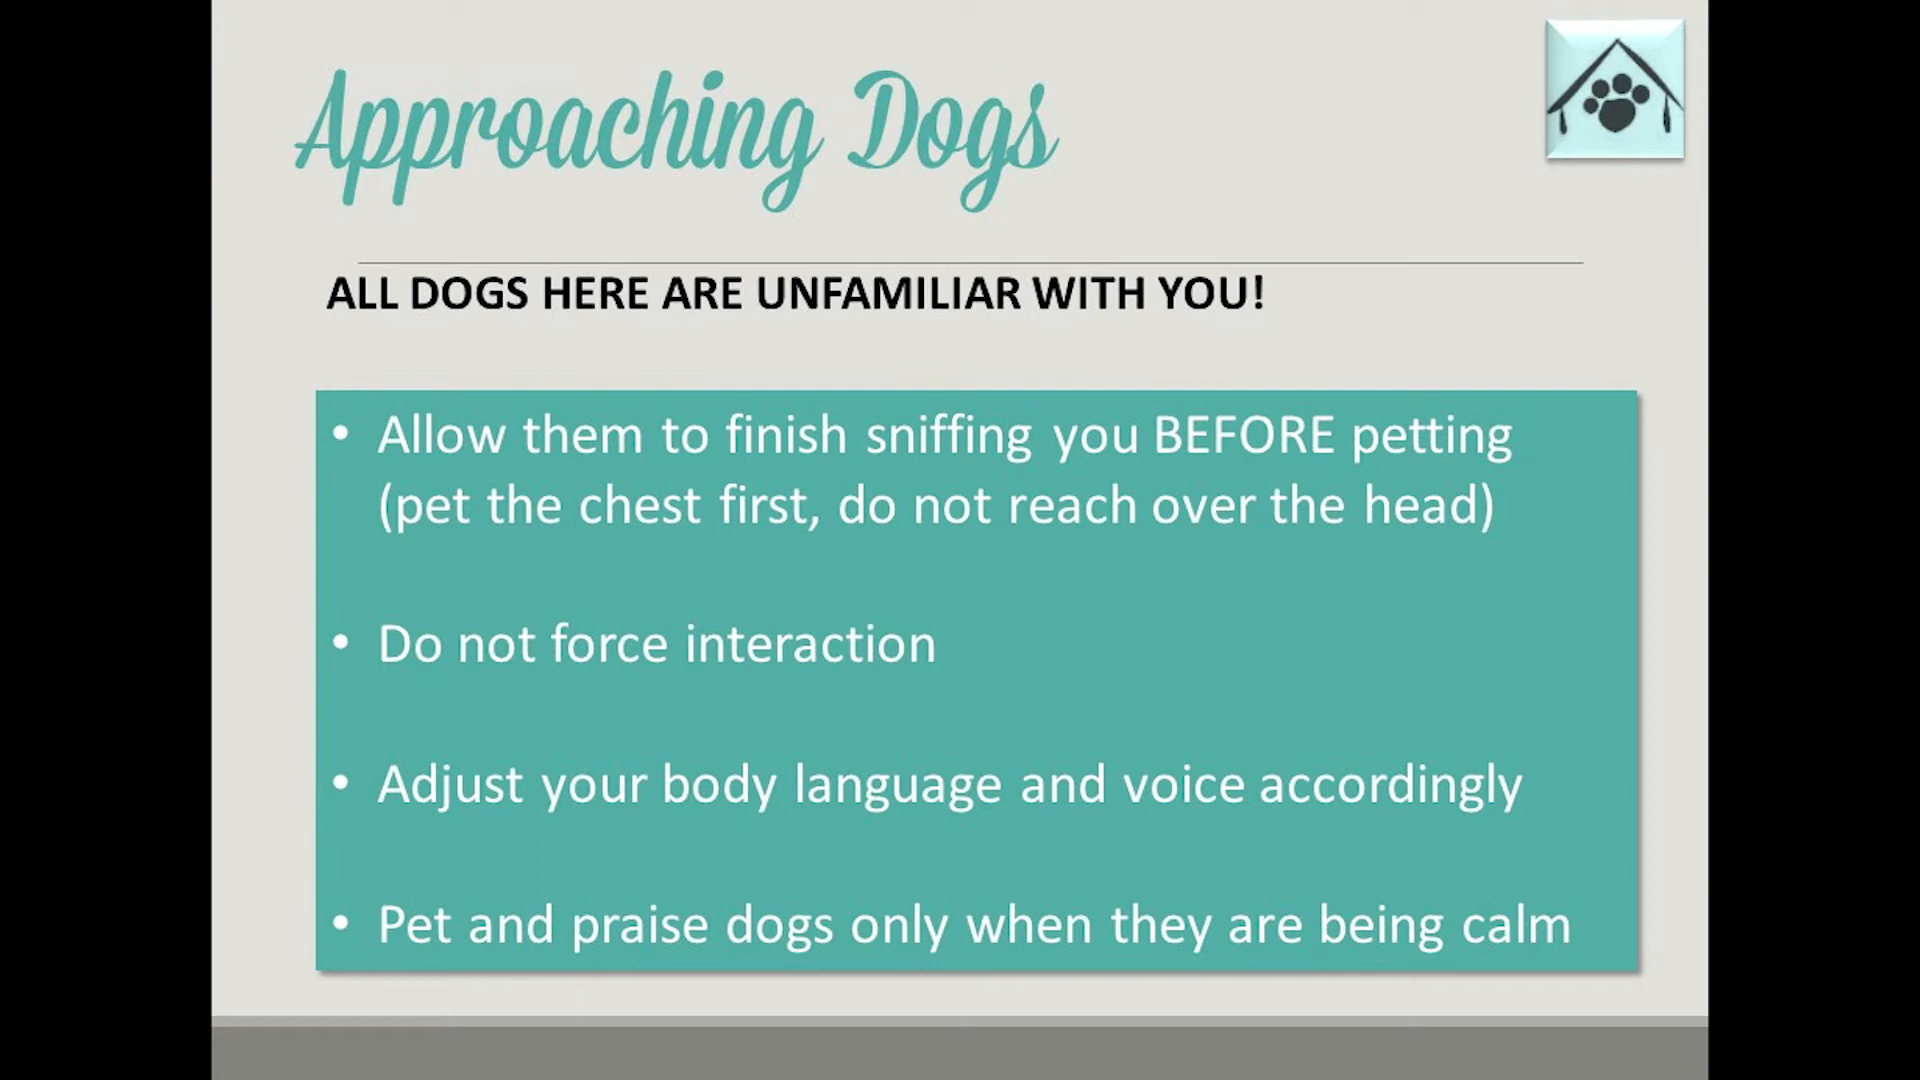 Approaching Dogs
ALL DOGS HERE ARE UNFAMILIAR WITH YOU!
• Allow them to finish sniffing you BEFORE petting
(pet the chest first, do not reach over the head)
• Do not force interaction
• Adjust your body language and voice accordingly
• Pet and praise dogs only when they are being calm